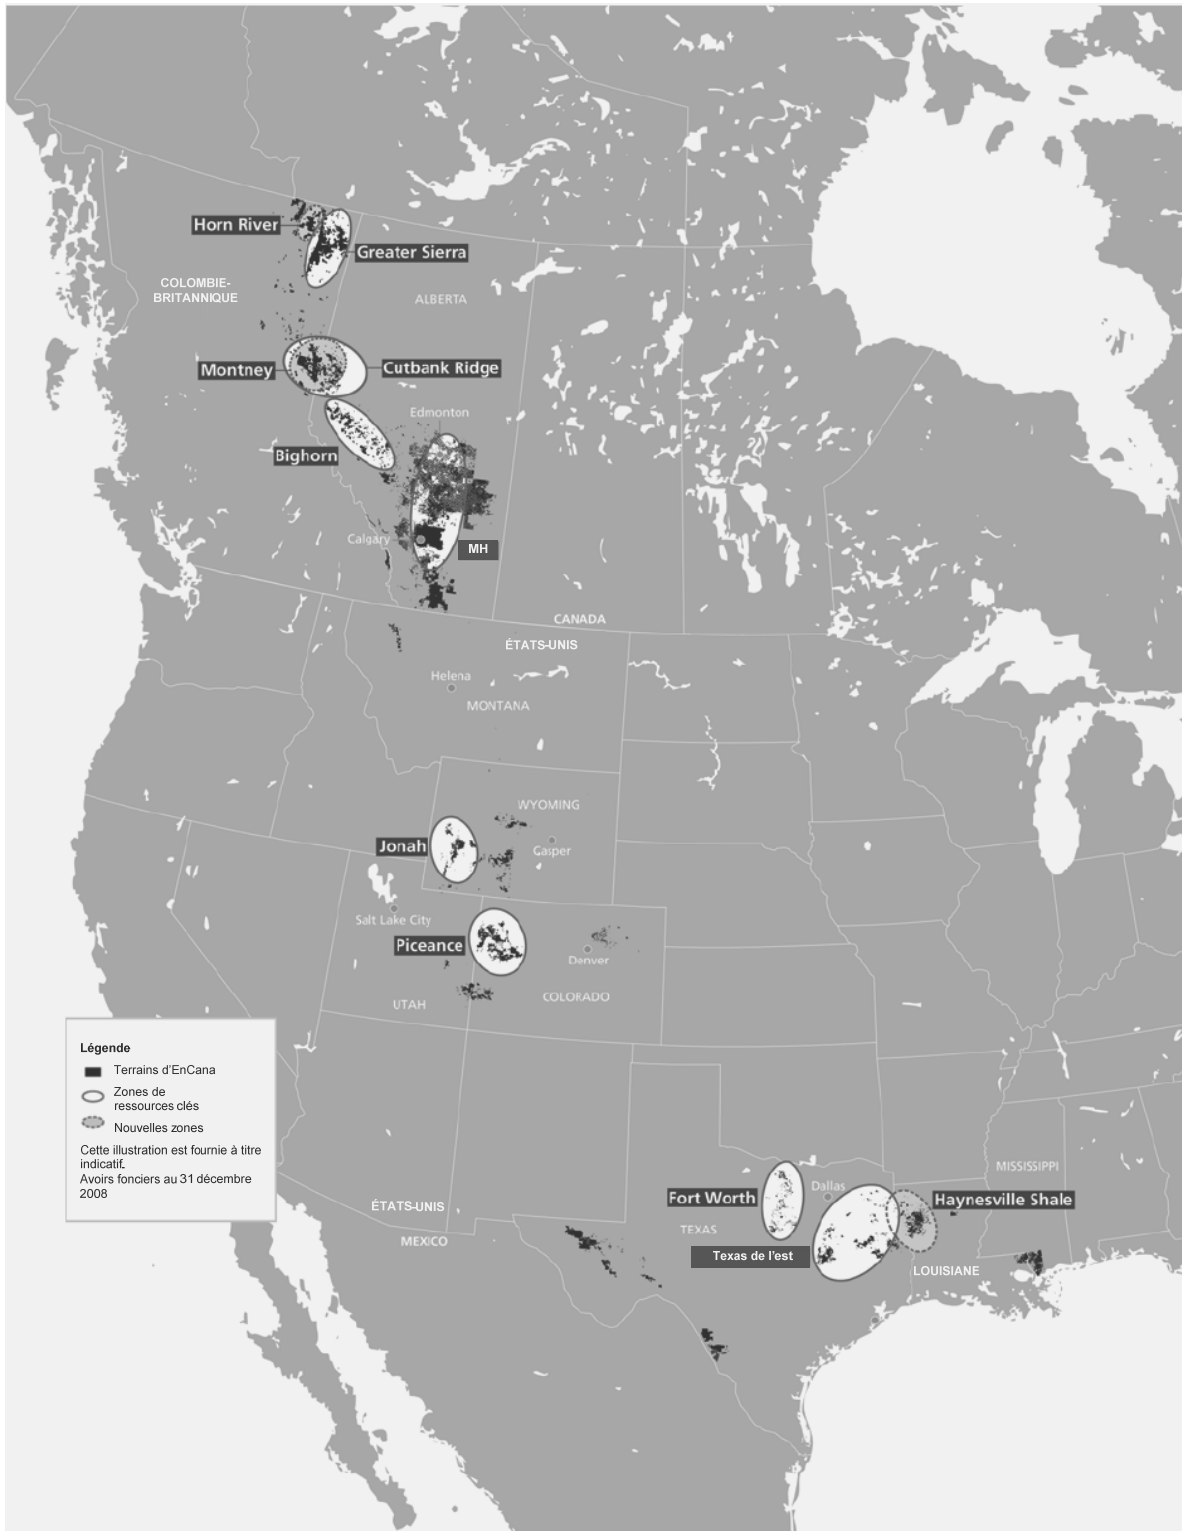 Horn River
Greater Sierra
COLOMBIE-
BRITANNIQUE
ALBERTA
Montney
Cutbank Ridge
Edmonton
Bighorn
Calgary
MH
CANADA
ÉTATS-UNIS
Helena
MONTANA
WYOMING
Jonah
Casper
Salt Lake City
Piceance
Denver
UTAH
COLORADO
Légende
Terrains d'EnCana
Zones de
ressources clés
Nouvelles zones
Cette illustration est fournie à titre
indicatif.
Avoirs fonciers au 31 décembre
2008
MISSISSIPPI
Dallas
Fort Worth
Haynesville Shale
ÉTATS-UNIS
TEXAS
MEXICO
Texas de l'est
LOUISIANE